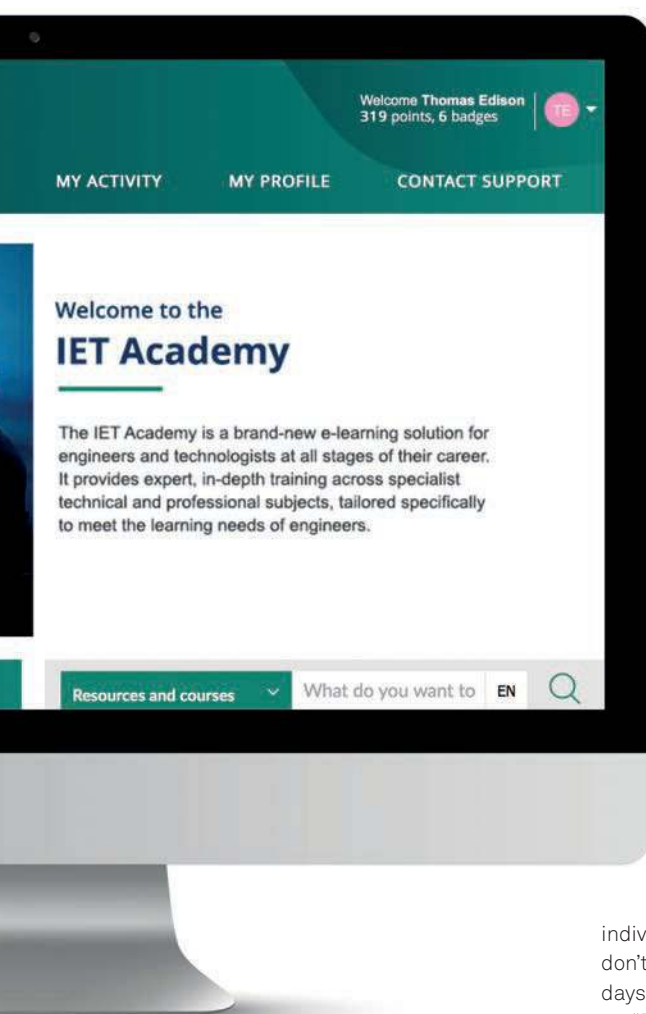 Welcome Thomas Edison
319 points, 6 badges
TE
MY ACTIVITY
MY PROFILE
CONTACT SUPPORT
Welcome to the
IET Academy
The IET Academy is a brand-new e-learning solution for
engineers and technologists at all stages of their career.
It provides expert, in-depth training across specialist
technical and professional subjects, tailored specifically
to meet the learning needs of engineers.
Resources and courses
What do you want to
EN
don't
days